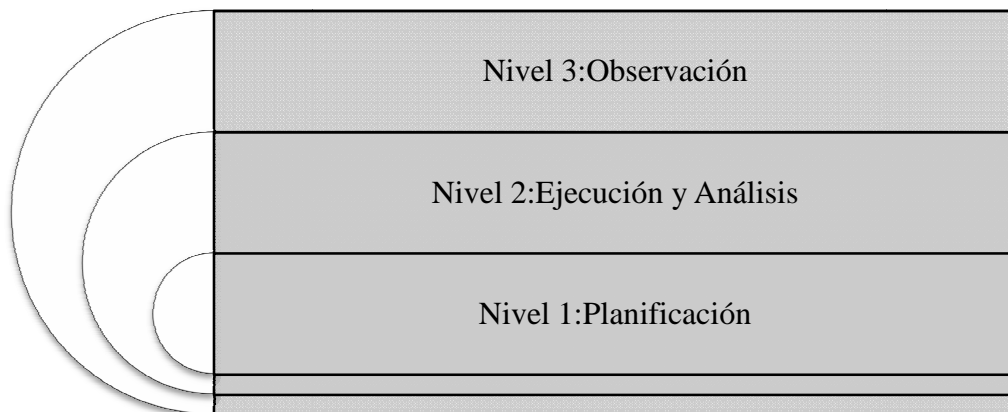 Nivel 3:Observación
Nivel 2:Ejecución y Análisis
Nivel 1:Planificación